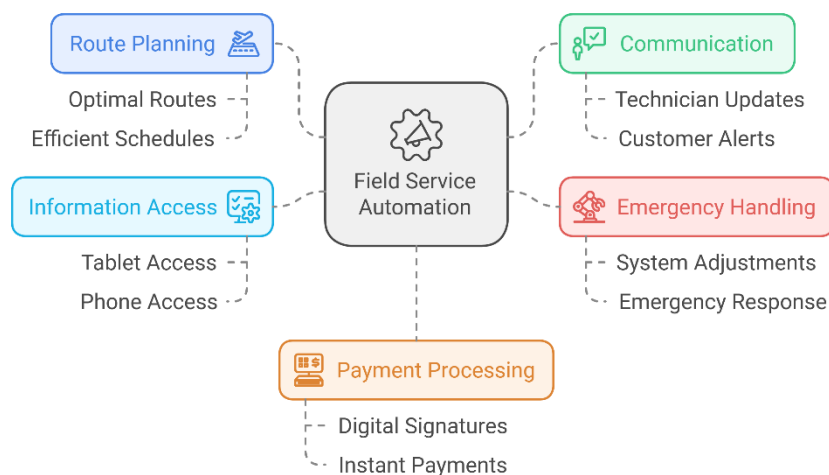 Route Planning
Optimal Routes
Efficient Schedules
Communication
Technician Updates
Customer Alerts
Field Service
Automation
Information Access
Tablet Access
Phone Access
Emergency Handling
System Adjustments
Emergency Response
$
Payment Processing
Digital Signatures
Instant Payments